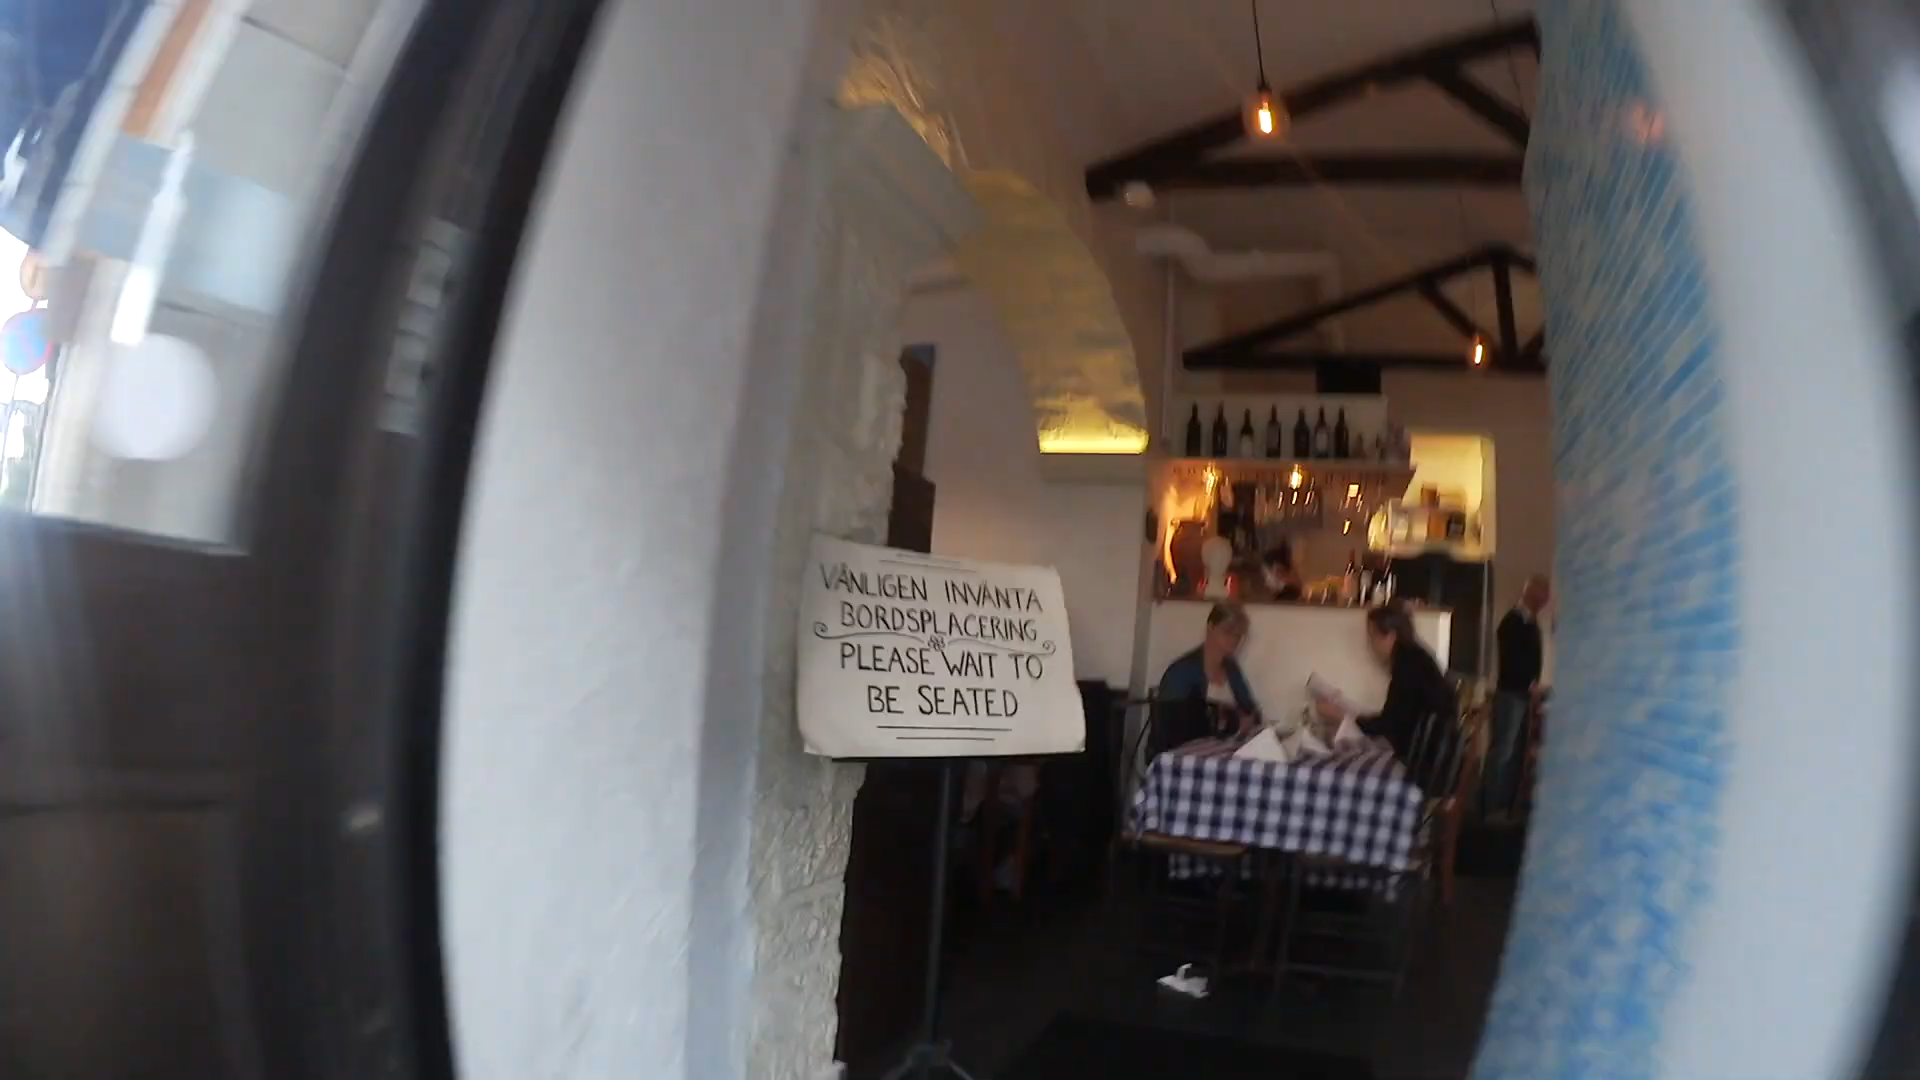 VÄNLIGEN INVÄNTA
BORDSPLACERING
PLEASE WAIT TO
BE SEATED